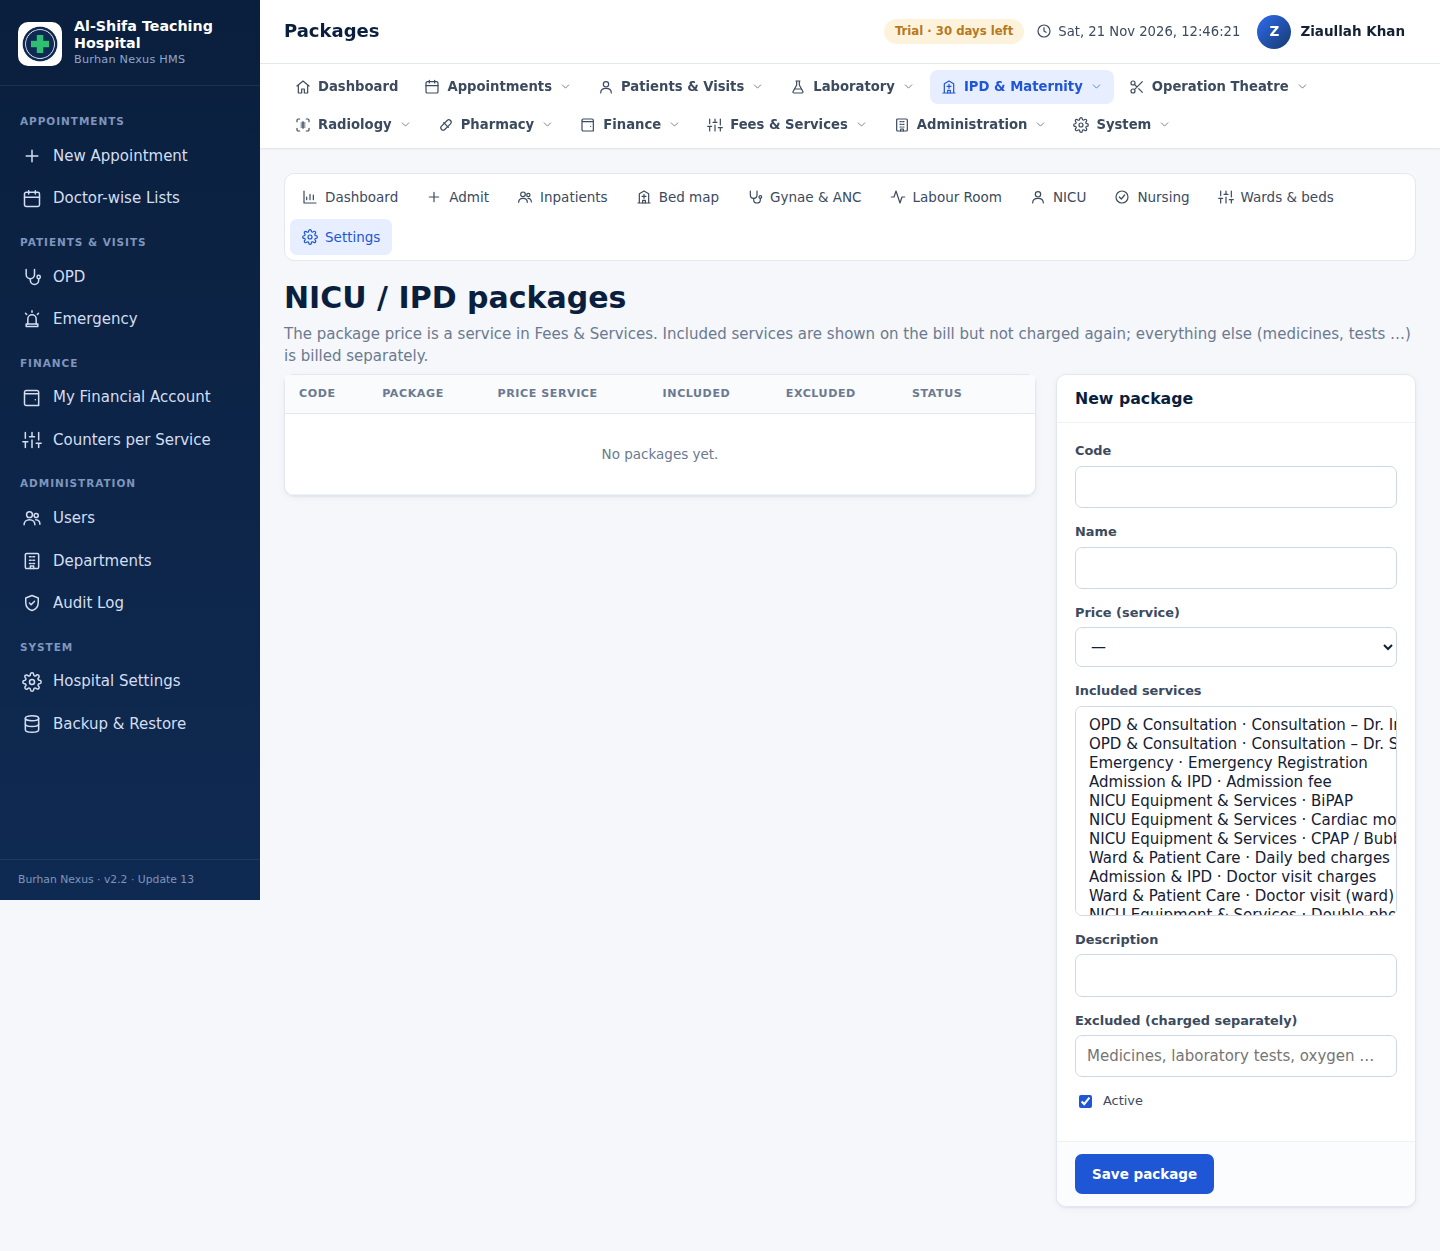 Al-Shifa Teaching
Hospital
Burhan Nexus HMS
APPOINTMENTS
New Appointment
Doctor-wise Lists
PATIENTS & VISITS
OPD
Emergency
FINANCE
My Financial Account
Counters per Service
ADMINISTRATION
Users
Departments
Audit Log
SYSTEM
Hospital Settings
Backup & Restore
Burhan Nexus · v2.2 · Update 13
Packages
Trial · 30 days left
Sat, 21 Nov 2026, 12:46:21
Z
Ziaullah Khan
Dashboard Appointments Patients & Visits Laboratory IPD & Maternity Operation Theatre
Radiology Pharmacy Finance Fees & Services Administration System
Dashboard Admit Inpatients Bed map Gynae & ANC Labour Room NICU Nursing Wards & beds
Settings
NICU / IPD packages
The package price is a service in Fees & Services. Included services are shown on the bill but not charged again; everything else (medicines, tests ...)
is billed separately.
CODE PACKAGE PRICE SERVICE INCLUDED EXCLUDED STATUS
No packages yet.
New package
Code
Name
Price (service)
—
Included services
OPD & Consultation · Consultation – Dr.
OPD & Consultation · Consultation – Dr. S
Emergency · Emergency Registration
Admission & IPD · Admission fee
NICU Equipment & Services · BiPAP
NICU Equipment & Services · Cardiac mo
NICU Equipment & Services · CPAP / Bubb
Ward & Patient Care · Daily bed charges
Admission & IPD · Doctor visit charges
Ward & Patient Care · Doctor visit (ward)
NICU Equipment & Services · Double pho
Description
Excluded (charged separately)
Medicines, laboratory tests, oxygen ...
Active
Save package